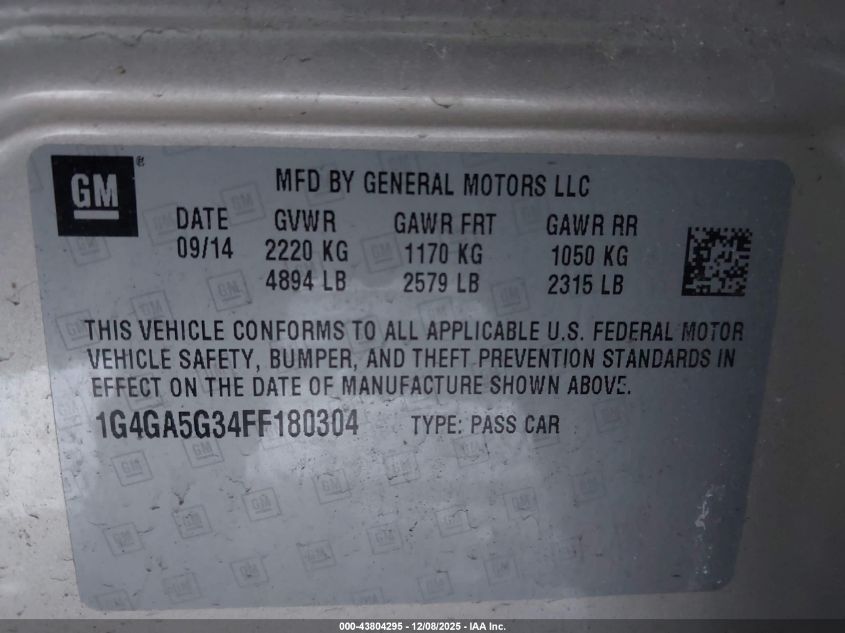 GM®
MFD BY GENERAL MOTORS LLC
DATE GVWR GAWR FRT GAWR RR
09/14 2220 KG 1170 KG 1050 KG
4894 LB 2579 LB 2315 LB
THIS VEHICLE CONFORMS TO ALL APPLICABLE U.S. FEDERAL MOTOR
VEHICLE SAFETY, BUMPER, AND THEFT PREVENTION STANDARDS IN
EFFECT ON THE DATE OF MANUFACTURE SHOWN ABOVE.
1G4GA5G34FF180304 TYPE: PASS CAR
000-43804295 - 12/08/2025 - IAA Inc.